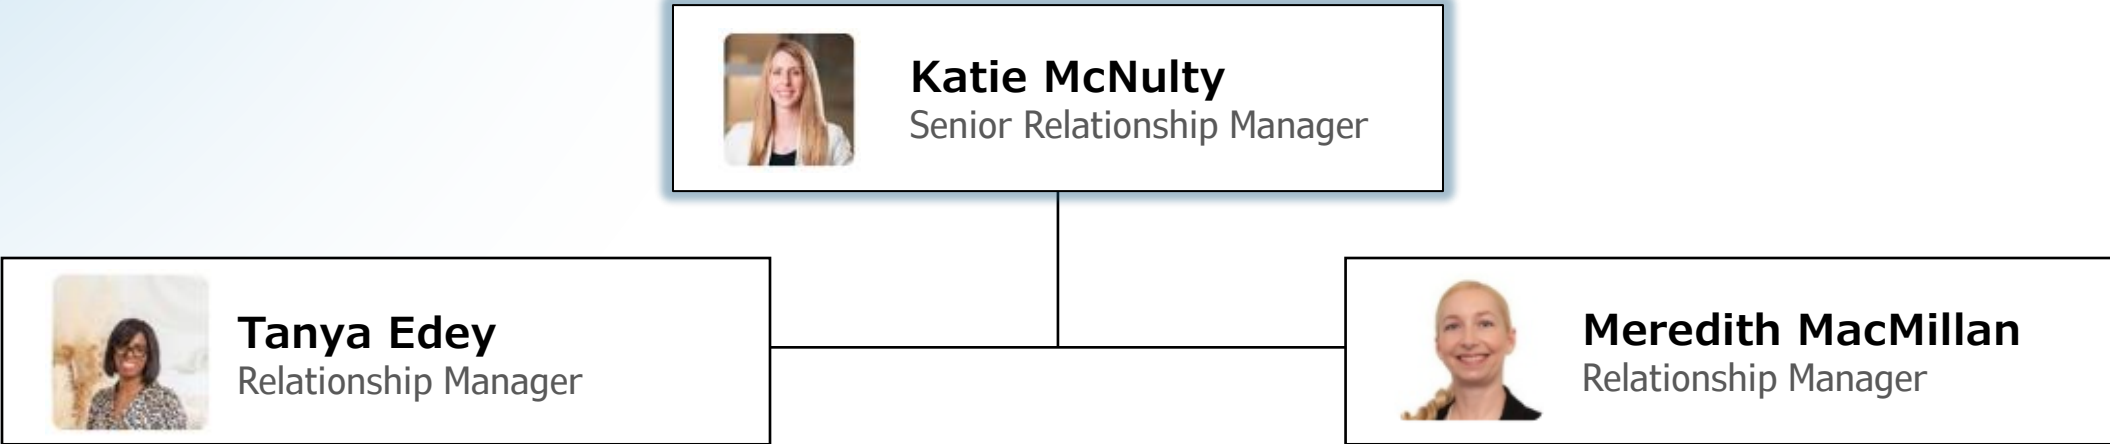 Katie McNulty
Senior Relationship Manager
Tanya Edey
Relationship Manager
Meredith MacMillan
Relationship Manager